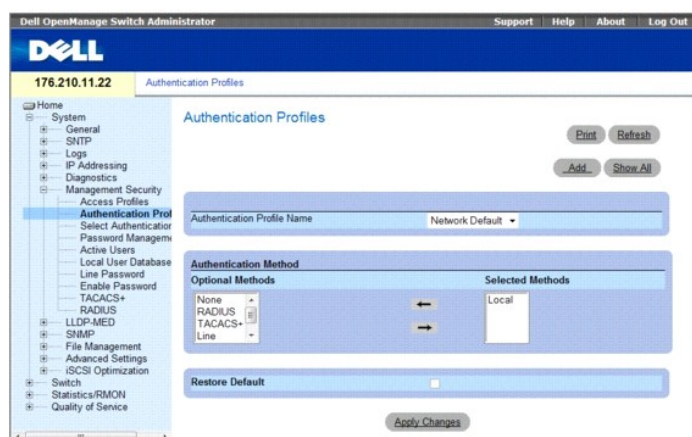 Dell OpenManage Switch Administrator
Support Help About Log Out
DELL
176.210.11.22
Authentication Profiles
Home
System
General
SNTP
Logs
IP Addressing
Diagnostics
Management Security
Access Profiles
Authentication Prof
Select Authentication
Password Manageme
Active Users
Local User Database
Line Password
Enable Password
TACACS+
RADIUS
LLDP-MED
SNMP
File Management
Advanced Settings
iSCSI Optimization
Switch
Statistics/RMON
Quality of Service
Authentication Profiles
Print Refresh
Add Show All
Authentication Profile Name Network Default
Authentication Method
Optional Methods Selected Methods
None
RADIUS
TACACS+
Line
Local
Restore Default
Apply Changes